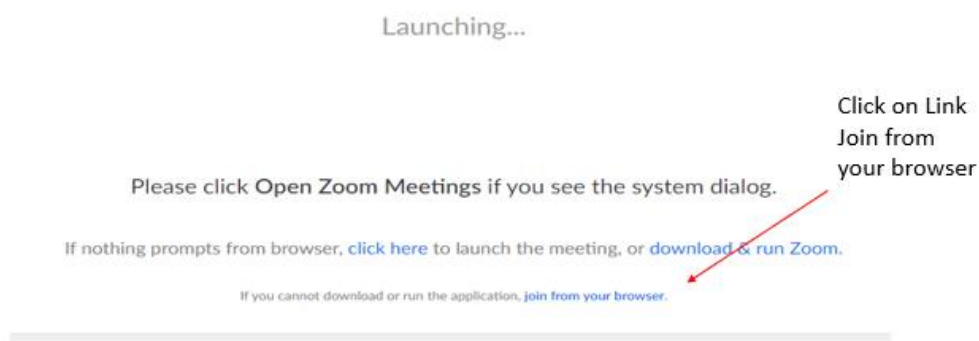 Launching...
Click on Link
Join from
your browser
Please click Open Zoom Meetings if you see the system dialog.
If nothing prompts from browser, click here to launch the meeting, or download & run Zoom.
If you cannot download or run the application, join from your browser.